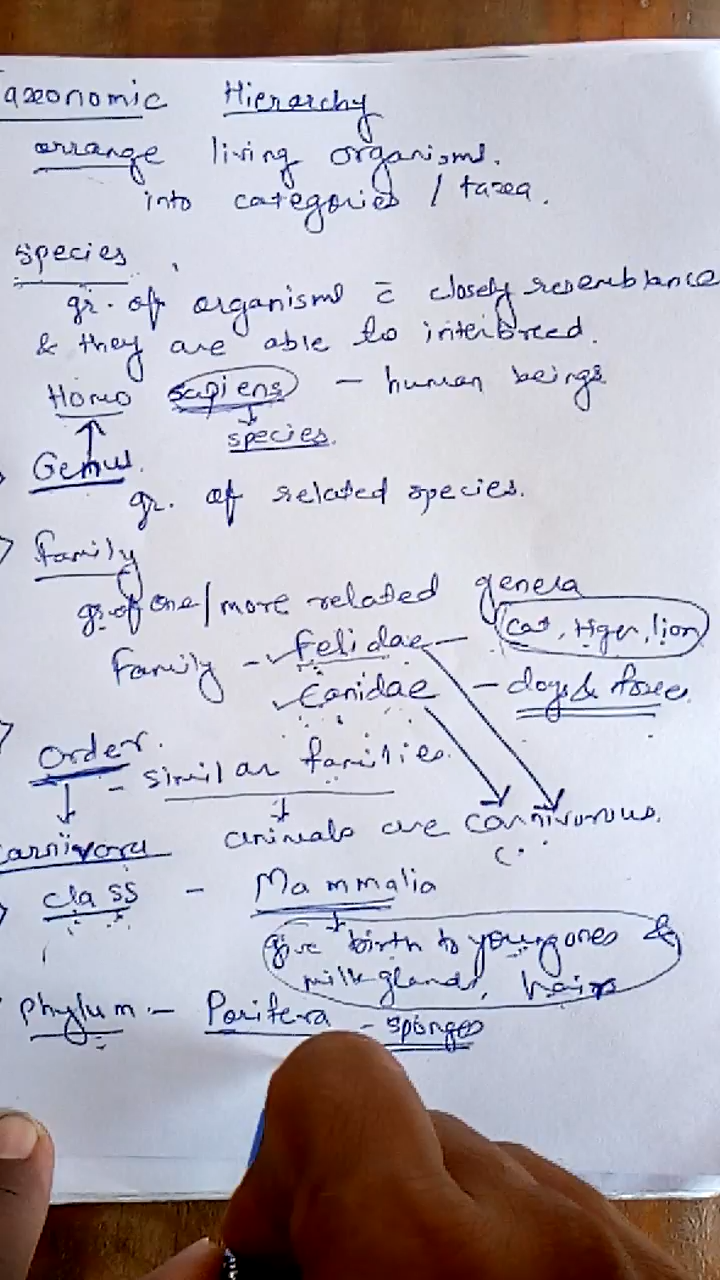 Taxonomic Hierarchy
arrange living organisms.
into categories / taxa.
Species
gr. of organisms c̄ closely resemblance
& they are able to interbreed.
Homo sapiens - human beings
species.
Genus.
gr. of related species.
Family
gr. of one/more related genera
Family - Felidae - cat, tiger, lion
Canidae - dogs & foxes.
Order.
- similar families.
Carnivora animals are carnivorous.
class - Mammalia
give birth to young ones &
milk glands, hairs
Phylum - Porifera - sponges